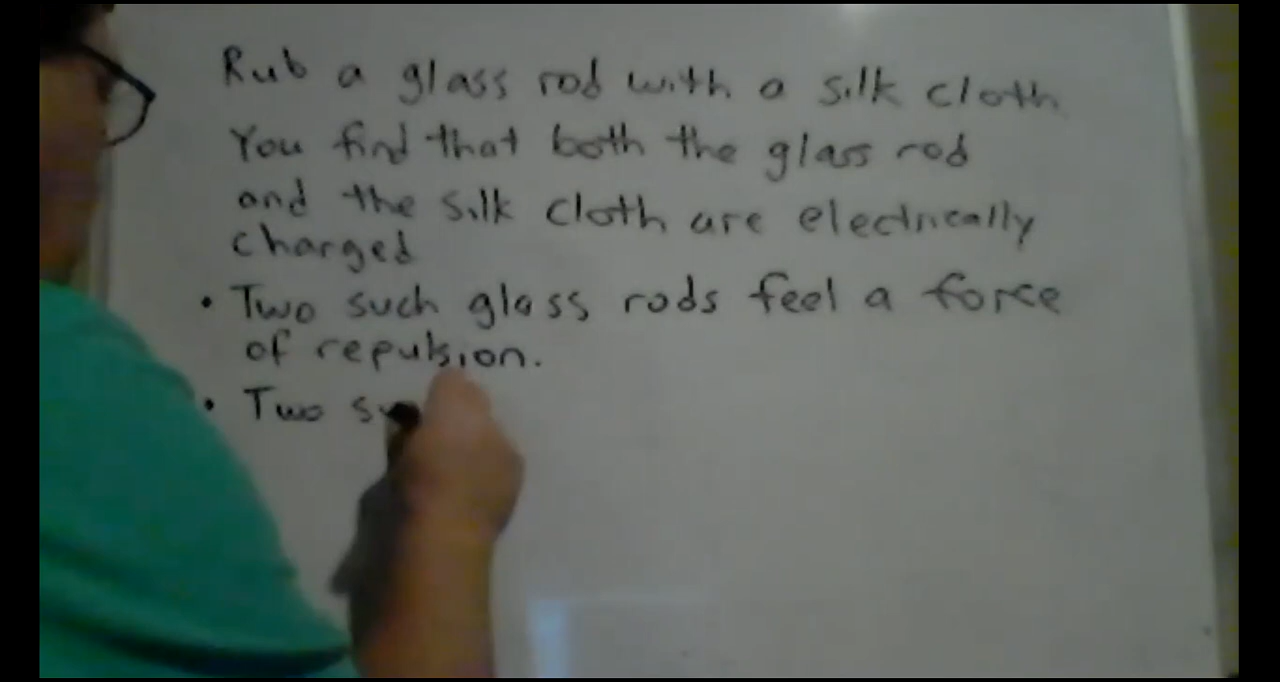 Rub a glass rod with a silk cloth
You find that both the glass rod
and the silk cloth are electrically
charged
• Two such glass rods feel a force
of repulsion.
• Two